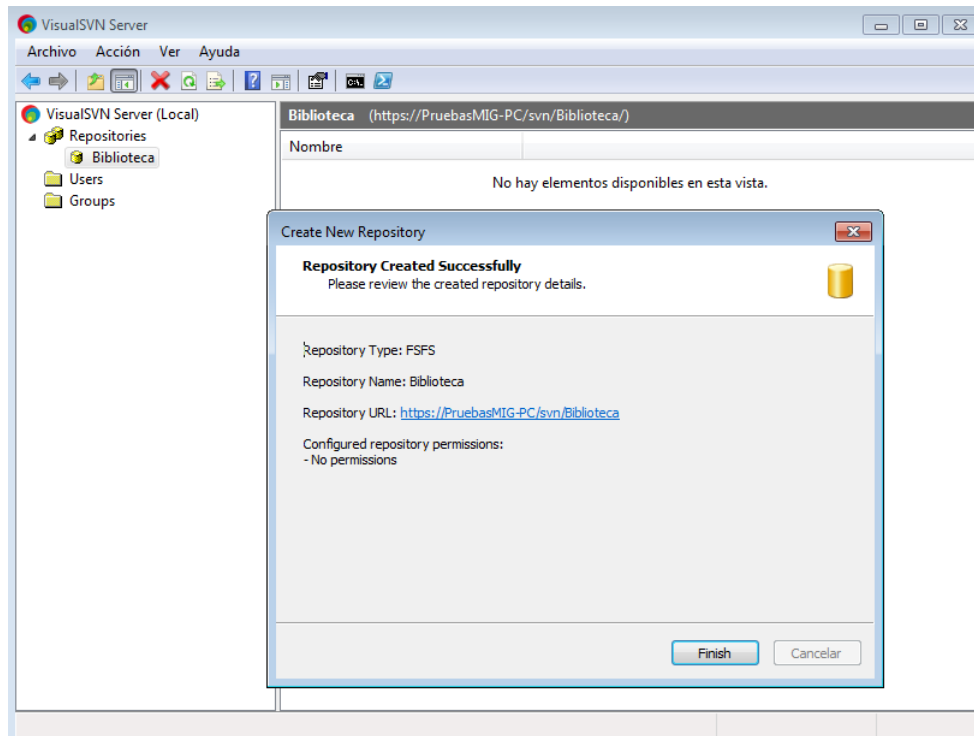 VisualSVN Server
Archivo Acción Ver Ayuda
VisualSVN Server (Local)
Repositories
Biblioteca
Users
Groups
Biblioteca (https://PruebasMIG-PC/svn/Biblioteca/)
Nombre
No hay elementos disponibles en esta vista.
Create New Repository
Repository Created Successfully
Please review the created repository details.
Repository Type: FSFS
Repository Name: Biblioteca
Repository URL: https://PruebasMIG-PC/svn/Biblioteca
Configured repository permissions:
- No permissions
Finish
Cancelar